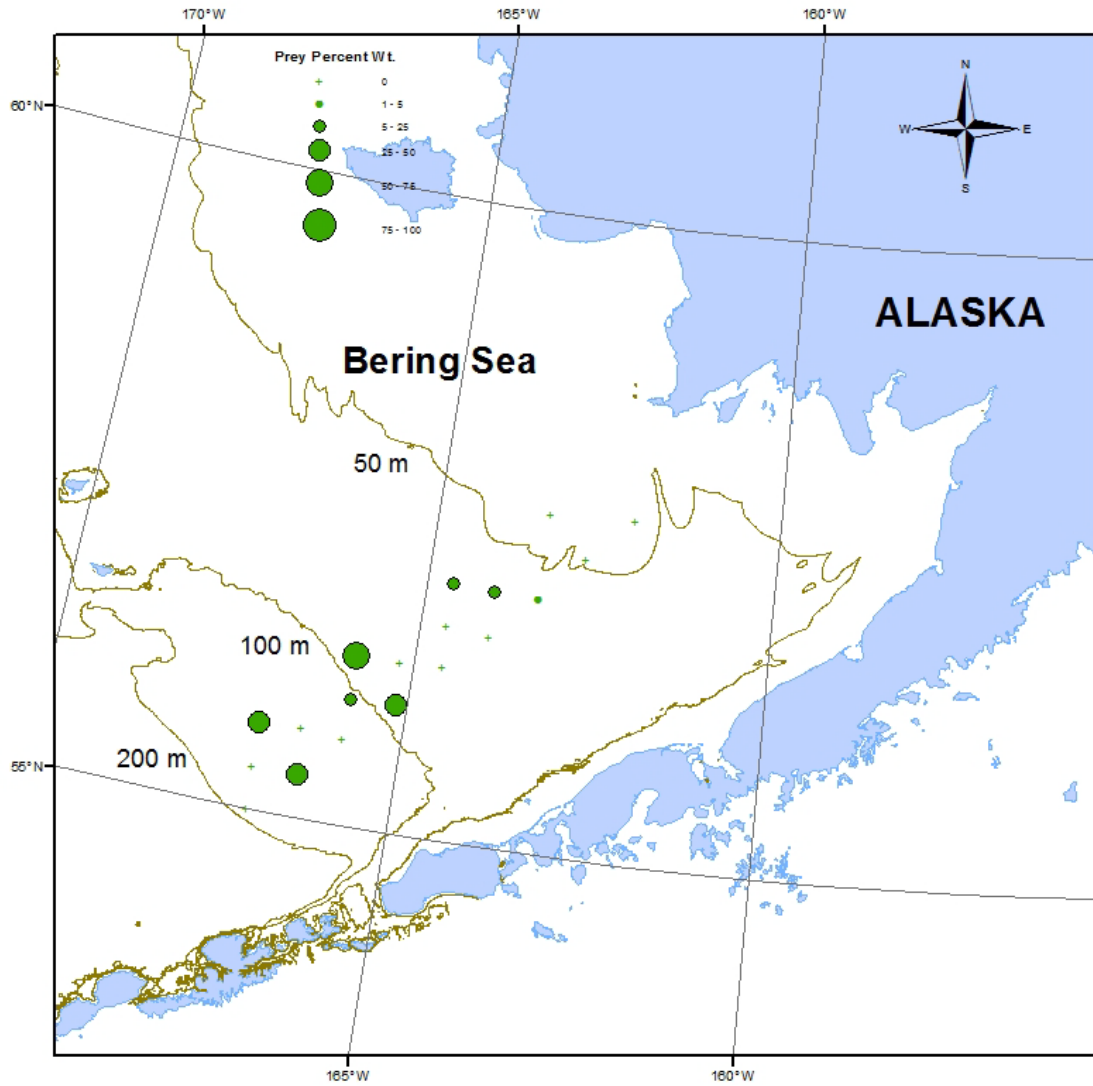 170°W 165°W 160°W
Prey Percent Wt.
0
1 - 5
5 - 25
25 - 50
50 - 75
75 - 100
N
W E
S
60°N
ALASKA
Bering Sea
50 m
100 m
200 m
55°N
165°W 160°W